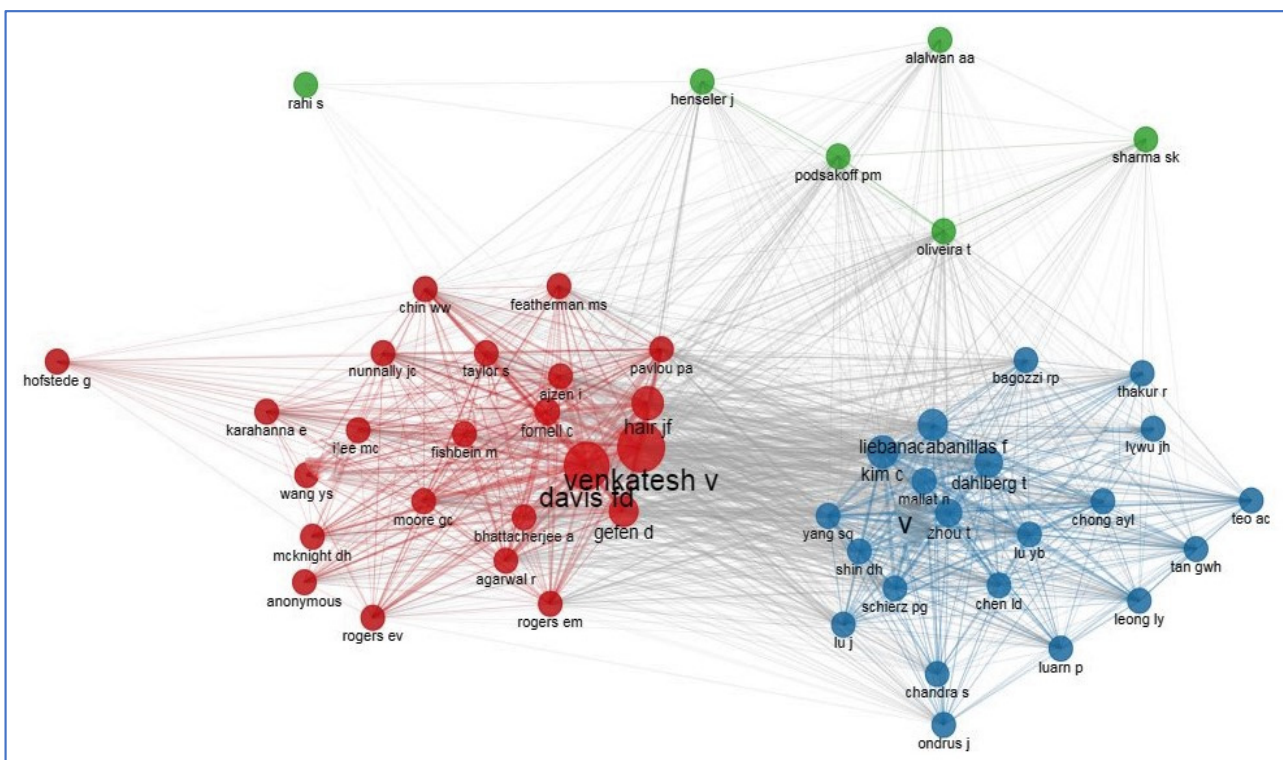 alalwan aa
henseler j
rahi s
sharma sk
podsakoff pm
oliveira t
chin ww
featherman ms
hofstede g
nunnally jc
taylor s
pavlou pa
ajzen i
bagozzi rp
thakur r
karahanna e
fornell c
hair jf
lee mc
fishbein m
liebanacabanillas f
wu jh
kim c
dahlberg t
wang ys
venkatesh v
davis fd
mallat n
moore gc
chong ayl
teo ac
bhattacherjee a
gefen d
yang sq
v
zhou t
mcknight dh
lu yb
tan gwh
agarwal r
shin dh
anonymous
schierz pg
chen ld
leong ly
rogers ev
rogers em
lu j
luarn p
chandra s
ondrus j